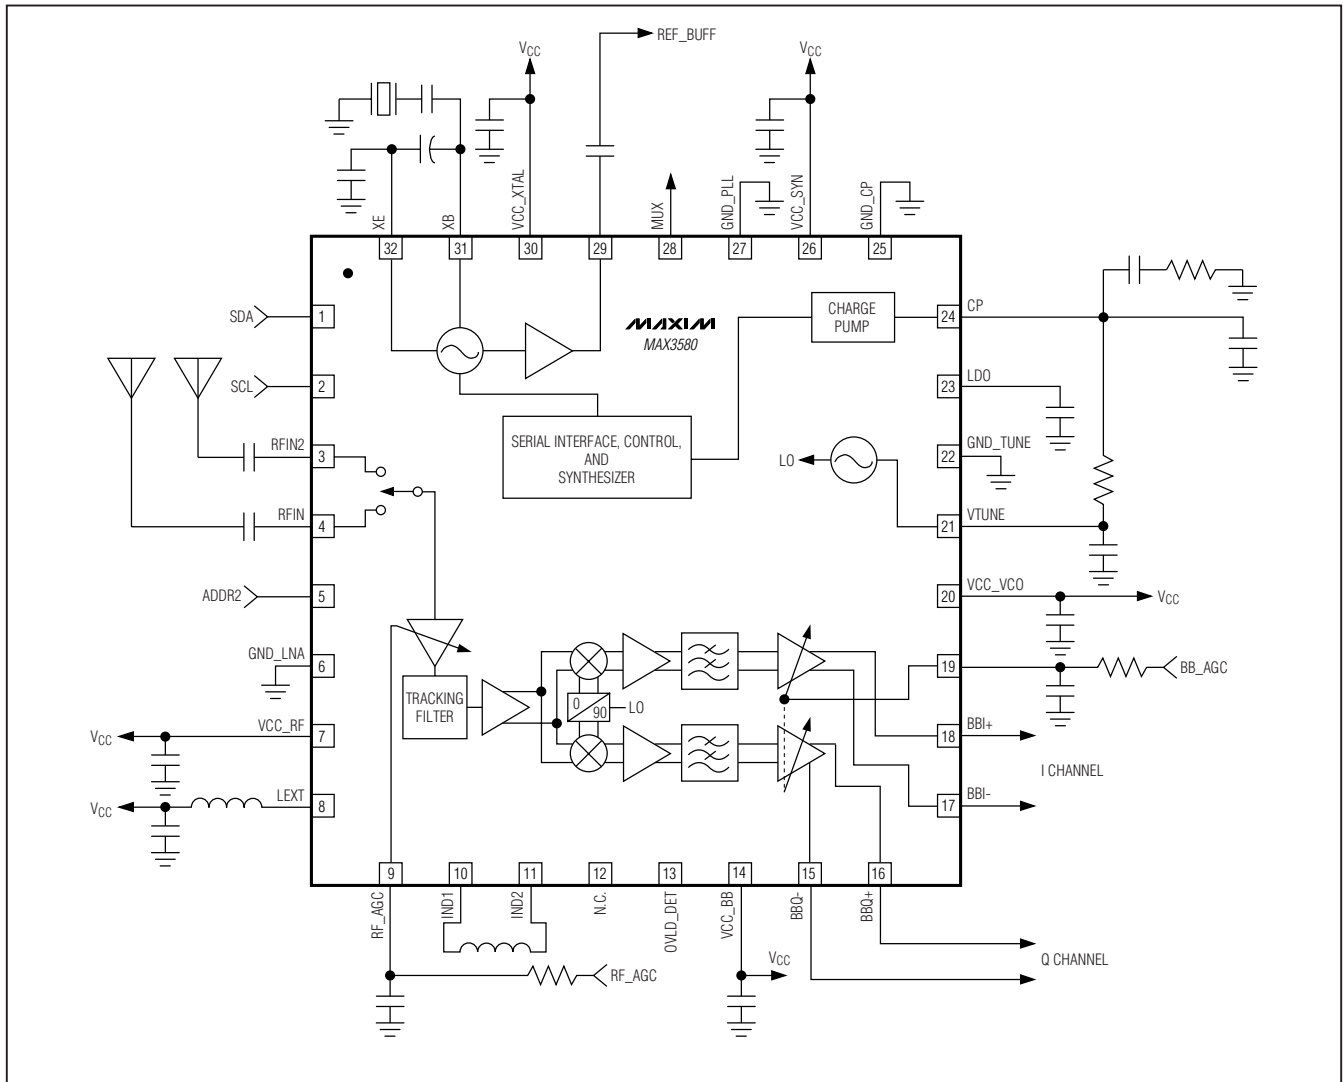 REF_BUFF
VCC
VCC
XE
XB
VCC_XTAL
MUX
GND_PLL
VCC_SYN
GND_CP
32
31
30
29
28
27
26
25
SDA
1
SCL
2
RFIN2
3
RFIN
4
ADDR2
5
GND_LNA
6
VCC_RF
7
VCC
LEXT
8
VCC
MAXIM
MAX3580
CHARGE
PUMP
SERIAL INTERFACE, CONTROL,
AND
SYNTHESIZER
LO
TRACKING
FILTER
0
90
LO
24
CP
23
LDO
22
GND_TUNE
21
VTUNE
20
VCC_VCO
VCC
19
BB_AGC
18
BBI+
I CHANNEL
17
BBI-
9
10
11
12
13
14
15
16
RF_AGC
IND1
IND2
N.C.
OVLD_DET
VCC_BB
BBQ-
BBQ+
VCC
RF_AGC
Q CHANNEL